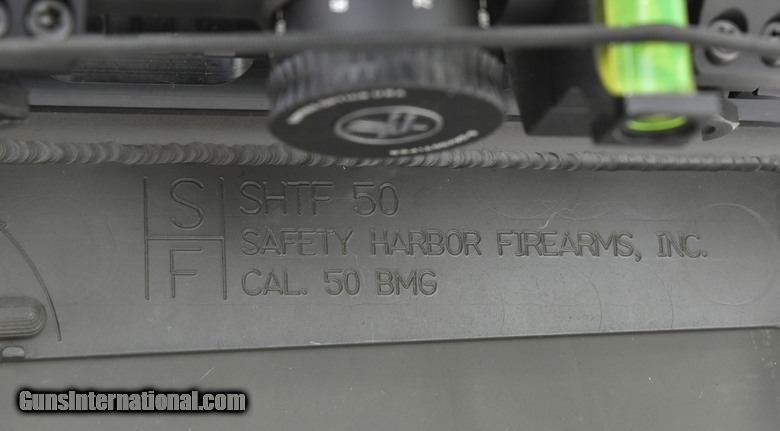 S
F
SHTF 50
SAFETY HARBOR FIREARMS, INC.
CAL. 50 BMG
GunsInternational.com